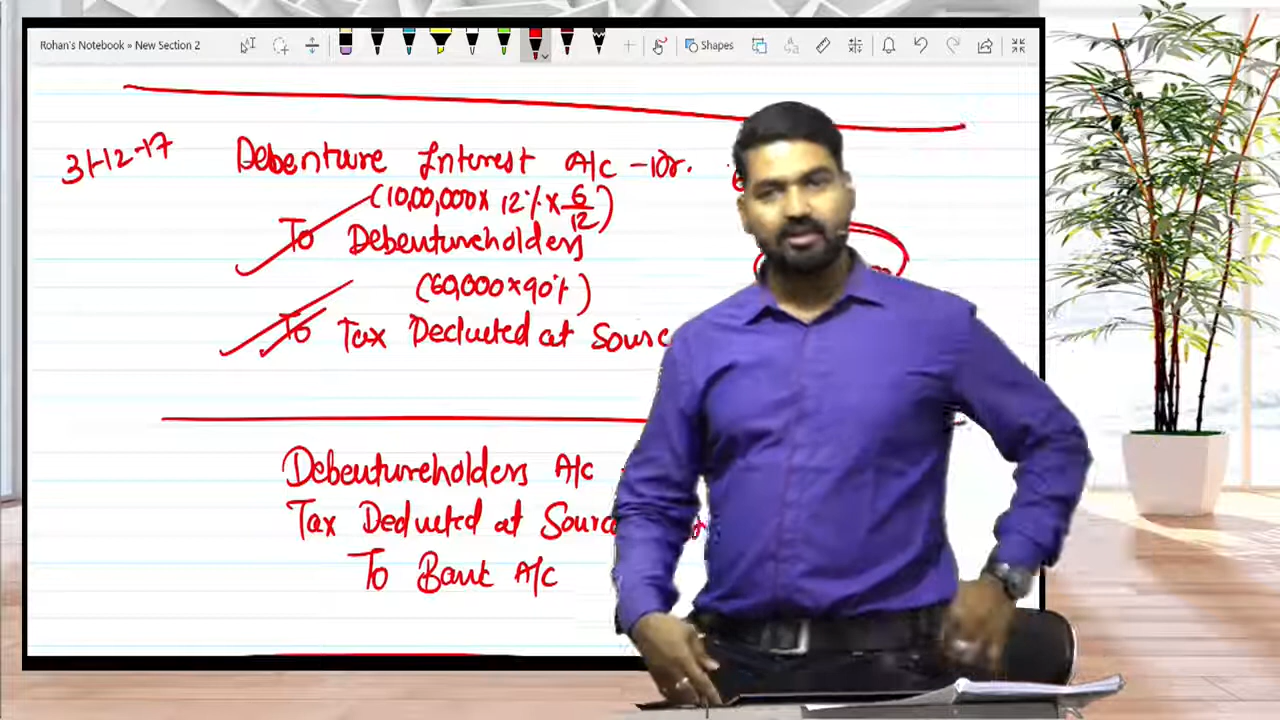 Rohan's Notebook » New Section 2
Shapes
31-12-17 Debenture Interest A/c -Dr.
(10,00,000 x 12% x 6/12)
To Debentureholders
(60,000 x 90%)
To Tax Deducted at Sourc
Debentureholders A/c
Tax Deducted at Source
To Bank A/c